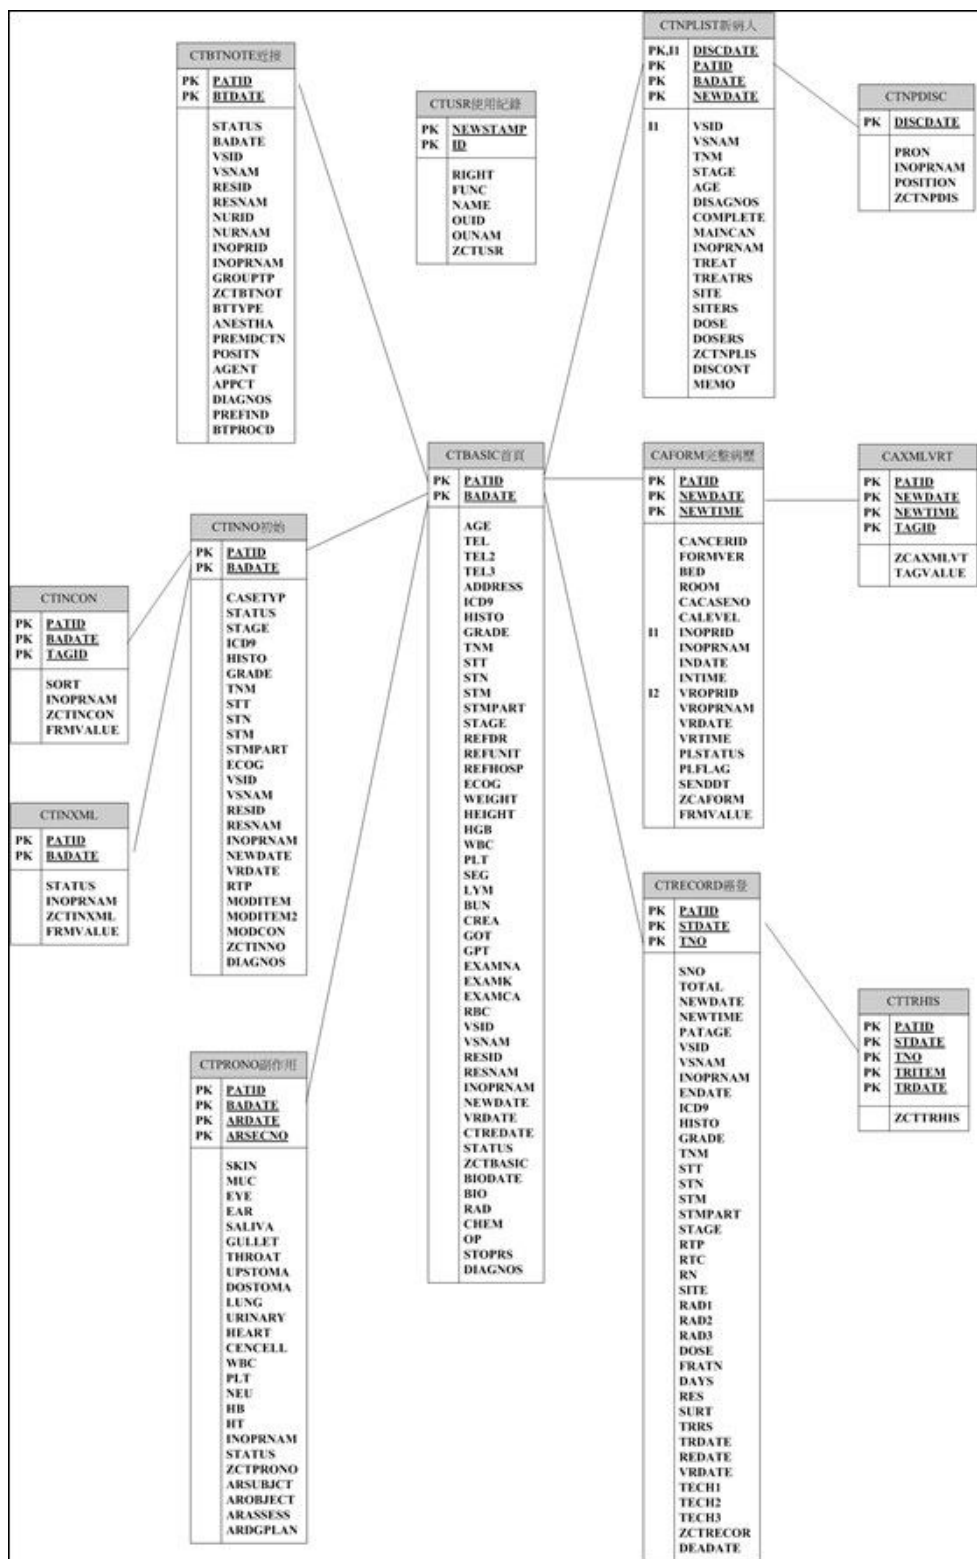 CTBTNOTE近接
PK PATID
PK BTDATE
STATUS
BADATE
VSID
VSNAM
RESID
RESNAM
NURID
NURNAM
INOPRID
INOPRNAM
GROUPTP
ZCTBTNOT
BTTYPE
ANESTHA
PREMDCTN
POSITN
AGENT
APPCT
DIAGNOS
PREFIND
BTPROCD
CTUSR使用紀錄
PK NEWSTAMP
PK ID
RIGHT
FUNC
NAME
OUID
OUNAM
ZCTUSR
CTNPLIST新病人
PK,I1 DISCDATE
PK PATID
PK BADATE
PK NEWDATE
I1 VSID
VSNAM
TNM
STAGE
AGE
DISAGNOS
COMPLETE
MAINCAN
INOPRNAM
TREAT
TREATRS
SITE
SITERS
DOSE
DOSERS
ZCTNPLIS
DISCONT
MEMO
CTNPDISC
PK DISCDATE
PRON
INOPRNAM
POSITION
ZCTNPDIS
CTINCON
PK PATID
PK BADATE
PK TAGID
SORT
INOPRNAM
ZCTINCON
FRMVALUE
CTINXML
PK PATID
PK BADATE
STATUS
INOPRNAM
ZCTINXML
FRMVALUE
CTINNO初始
PK PATID
PK BADATE
CASETYP
STATUS
STAGE
ICD9
HISTO
GRADE
TNM
STT
STN
STM
STMPART
ECOG
VSID
VSNAM
RESID
RESNAM
INOPRNAM
NEWDATE
VRDATE
RTP
MODITEM
MODITEM2
MODCON
ZCTINNO
DIAGNOS
CTPRONO副作用
PK PATID
PK BADATE
PK ARDATE
PK ARSECNO
SKIN
MUC
EYE
EAR
SALIVA
GULLET
THROAT
UPSTOMA
DOSTOMA
LUNG
URINARY
HEART
CENCELL
WBC
PLT
NEU
HB
HT
INOPRNAM
STATUS
ZCTPRONO
ARSUBJCT
AROBJECT
ARASSESS
ARDGPLAN
CTBASIC首頁
PK PATID
PK BADATE
AGE
TEL
TEL2
TEL3
ADDRESS
ICD9
HISTO
GRADE
TNM
STT
STN
STM
STMPART
STAGE
REFDR
REFUNIT
REFHOSP
ECOG
WEIGHT
HEIGHT
HGB
WBC
PLT
SEG
LYM
BUN
CREA
GOT
GPT
EXAMNA
EXAMK
EXAMCA
RBC
VSID
VSNAM
RESID
RESNAM
INOPRNAM
NEWDATE
VRDATE
CTREDATE
STATUS
ZCTBASIC
BIODATE
BIO
RAD
CHEM
OP
STOPRS
DIAGNOS
CAFORM完整病歷
PK PATID
PK NEWDATE
PK NEWTIME
CANCERID
FORMVER
BED
ROOM
CACASENO
CALEVEL
I1 INOPRID
INOPRNAM
INDATE
INTIME
I2 VROPRID
VROPRNAM
VRDATE
VRTIME
PLSTATUS
PLFLAG
SENDDT
ZCAFORM
FRMVALUE
CAXMLVRT
PK PATID
PK NEWDATE
PK NEWTIME
PK TAGID
ZCAXMLVT
TAGVALUE
CTRECORD癌登
PK PATID
PK STDATE
PK TNO
SNO
TOTAL
NEWDATE
NEWTIME
PATAGE
VSID
VSNAM
INOPRNAM
ENDATE
ICD9
HISTO
GRADE
TNM
STT
STN
STM
STMPART
STAGE
RTP
RTC
RN
SITE
RAD1
RAD2
RAD3
DOSE
FRATN
DAYS
RES
SURT
TRRS
TRDATE
REDATE
VRDATE
TECH1
TECH2
TECH3
ZCTRECOR
DEADATE
CTTRHIS
PK PATID
PK STDATE
PK TNO
PK TRITEM
PK TRDATE
ZCTTRHIS